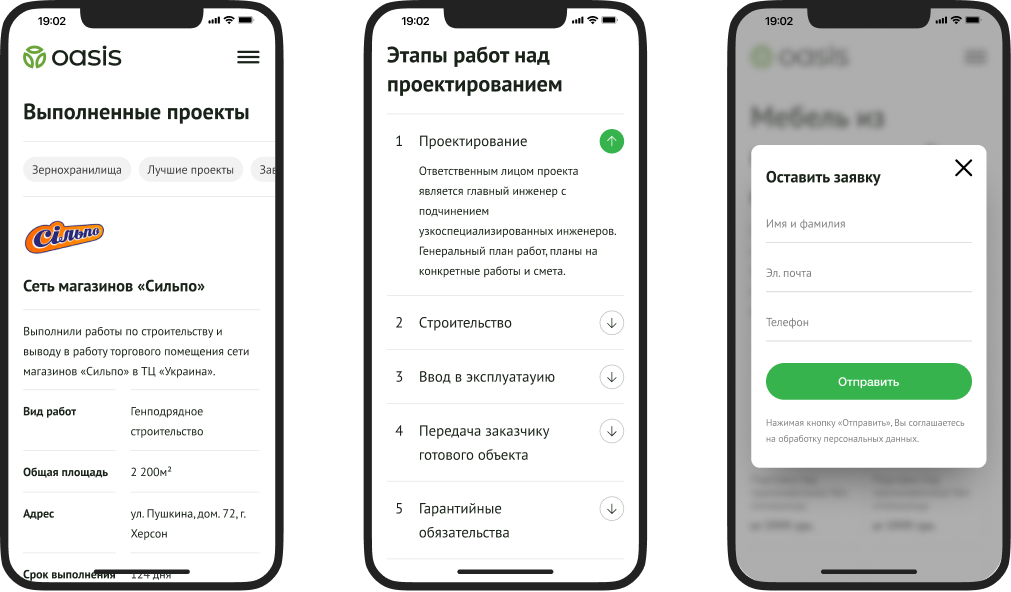 19:02
oasis
Выполненные проекты
Зернохранилища
Лучшие проекты
Зав
Сільпо
Сеть магазинов «Сильпо»
Выполнили работы по строительству и
выводу в работу торгового помещения сети
магазинов «Сильпо» в ТЦ «Украина».
Вид работ
Генподрядное
строительство
Общая площадь
2 200м²
Адрес
ул. Пушкина, дом. 72, г.
Херсон
Срок выполнения
124 дня
19:02
Этапы работ над
проектированием
1 Проектирование
Ответственным лицом проекта
является главный инженер с
подчинением
узкоспециализированных инженеров.
Генеральный план работ, планы на
конкретные работы и смета.
2 Строительство
3 Ввод в эксплуатауию
4 Передача заказчику
готового объекта
5 Гарантийные
обязательства
19:02
oasis
Мебель из
Оставить заявку
Имя и фамилия
Эл. почта
Телефон
Отправить
Нажимая кнопку «Отправить», Вы соглашаетесь
на обработку персональных данных.